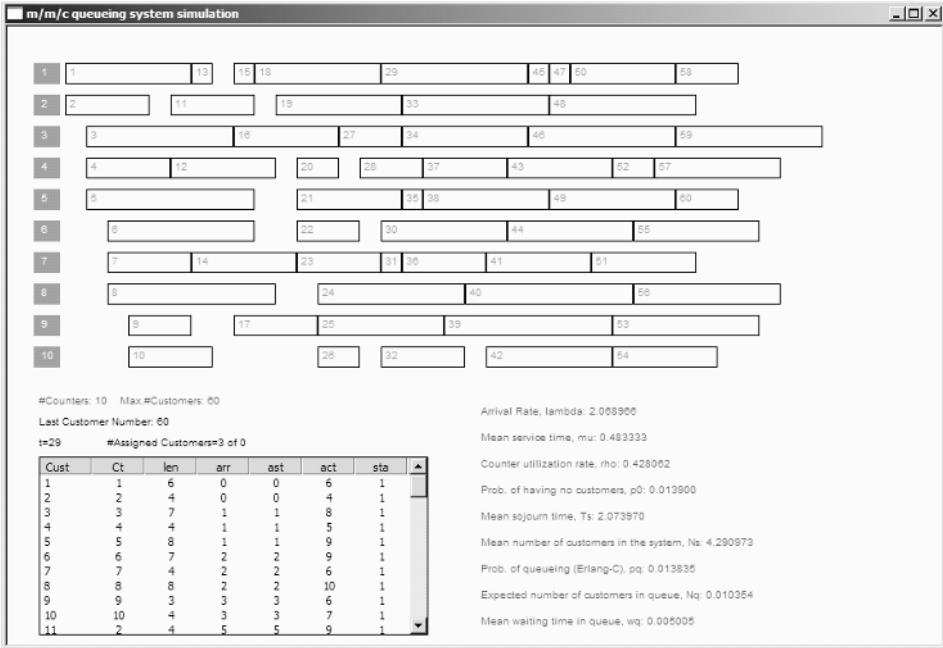 m/m/c queueing system simulation
1 1 13 15 18 29 45 47 50 58
2 2 11 19 33 48
3 3 16 27 34 46 59
4 4 12 20 28 37 43 52 57
5 5 21 35 38 49 60
6 6 22 30 44 55
7 7 14 23 31 36 41 51
8 8 24 40 56
9 9 17 25 39 53
10 10 26 32 42 54
#Counters: 10 Max.#Customers: 60
Last Customer Number: 60
t=29 #Assigned Customers=3 of 0
Cust Ct len arr ast act sta
1 1 6 0 0 6 1
2 2 4 0 0 4 1
3 3 7 1 1 8 1
4 4 4 1 1 5 1
5 5 8 1 1 9 1
6 6 7 2 2 9 1
7 7 4 2 2 6 1
8 8 8 2 2 10 1
9 9 3 3 3 6 1
10 10 4 3 3 7 1
11 2 4 5 5 9 1
Arrival Rate, lambda: 2.068966
Mean service time, mu: 0.483333
Counter utilization rate, rho: 0.428062
Prob. of having no customers, p0: 0.013900
Mean sojourn time, Ts: 2.073970
Mean number of customers in the system, Ns: 4.290973
Prob. of queueing (Erlang-C), pq: 0.013835
Expected number of customers in queue, Nq: 0.010354
Mean waiting time in queue, wq: 0.005005